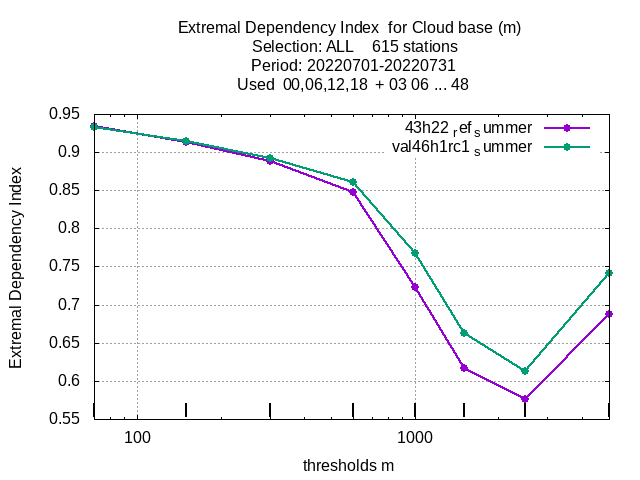 Extremal Dependency Index  for Cloud base (m)
Selection: ALL    615 stations
Period: 20220701-20220731
Used  00,06,12,18  + 03 06 ... 48
43h22 ref summer
val46h1rc1 summer
0.95
0.9
0.85
0.8
0.75
0.7
0.65
0.6
0.55
Extremal Dependency Index
100 1000
thresholds m